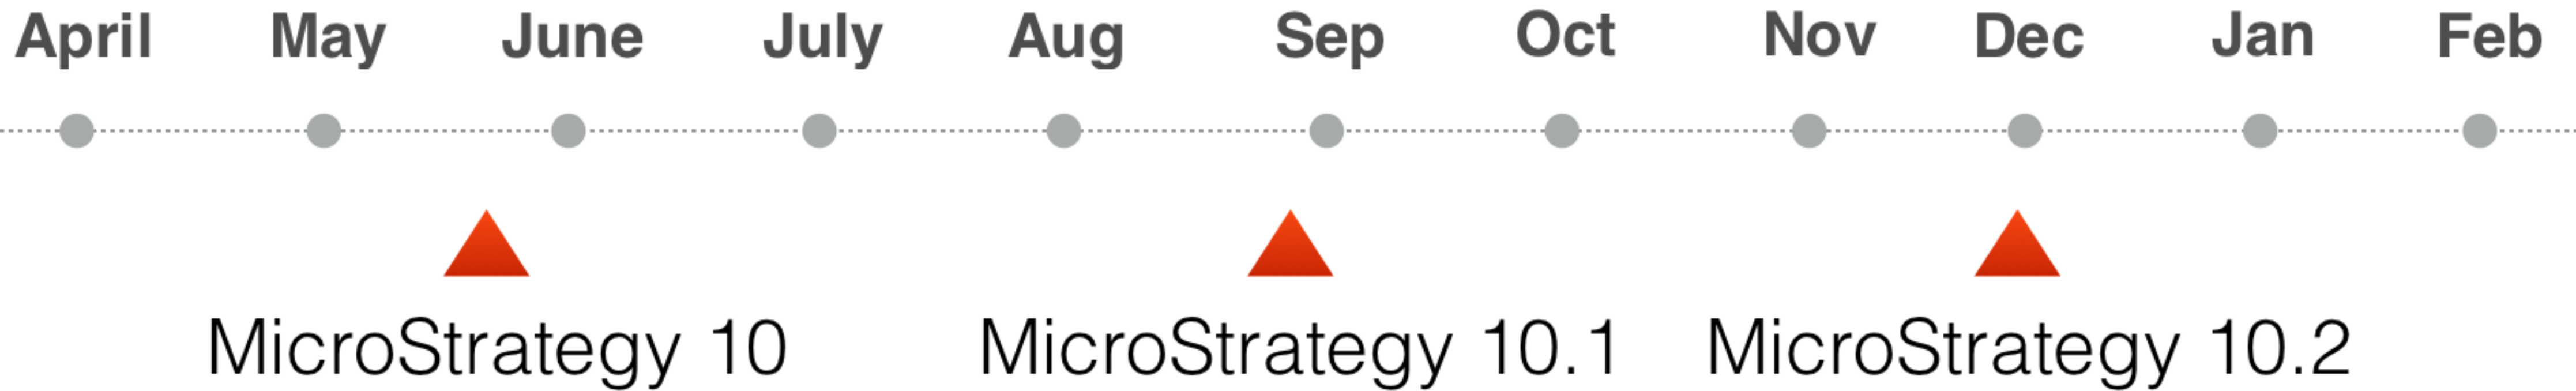 April May June July Aug Sep Oct Nov Dec Jan Feb
MicroStrategy 10 MicroStrategy 10.1 MicroStrategy 10.2